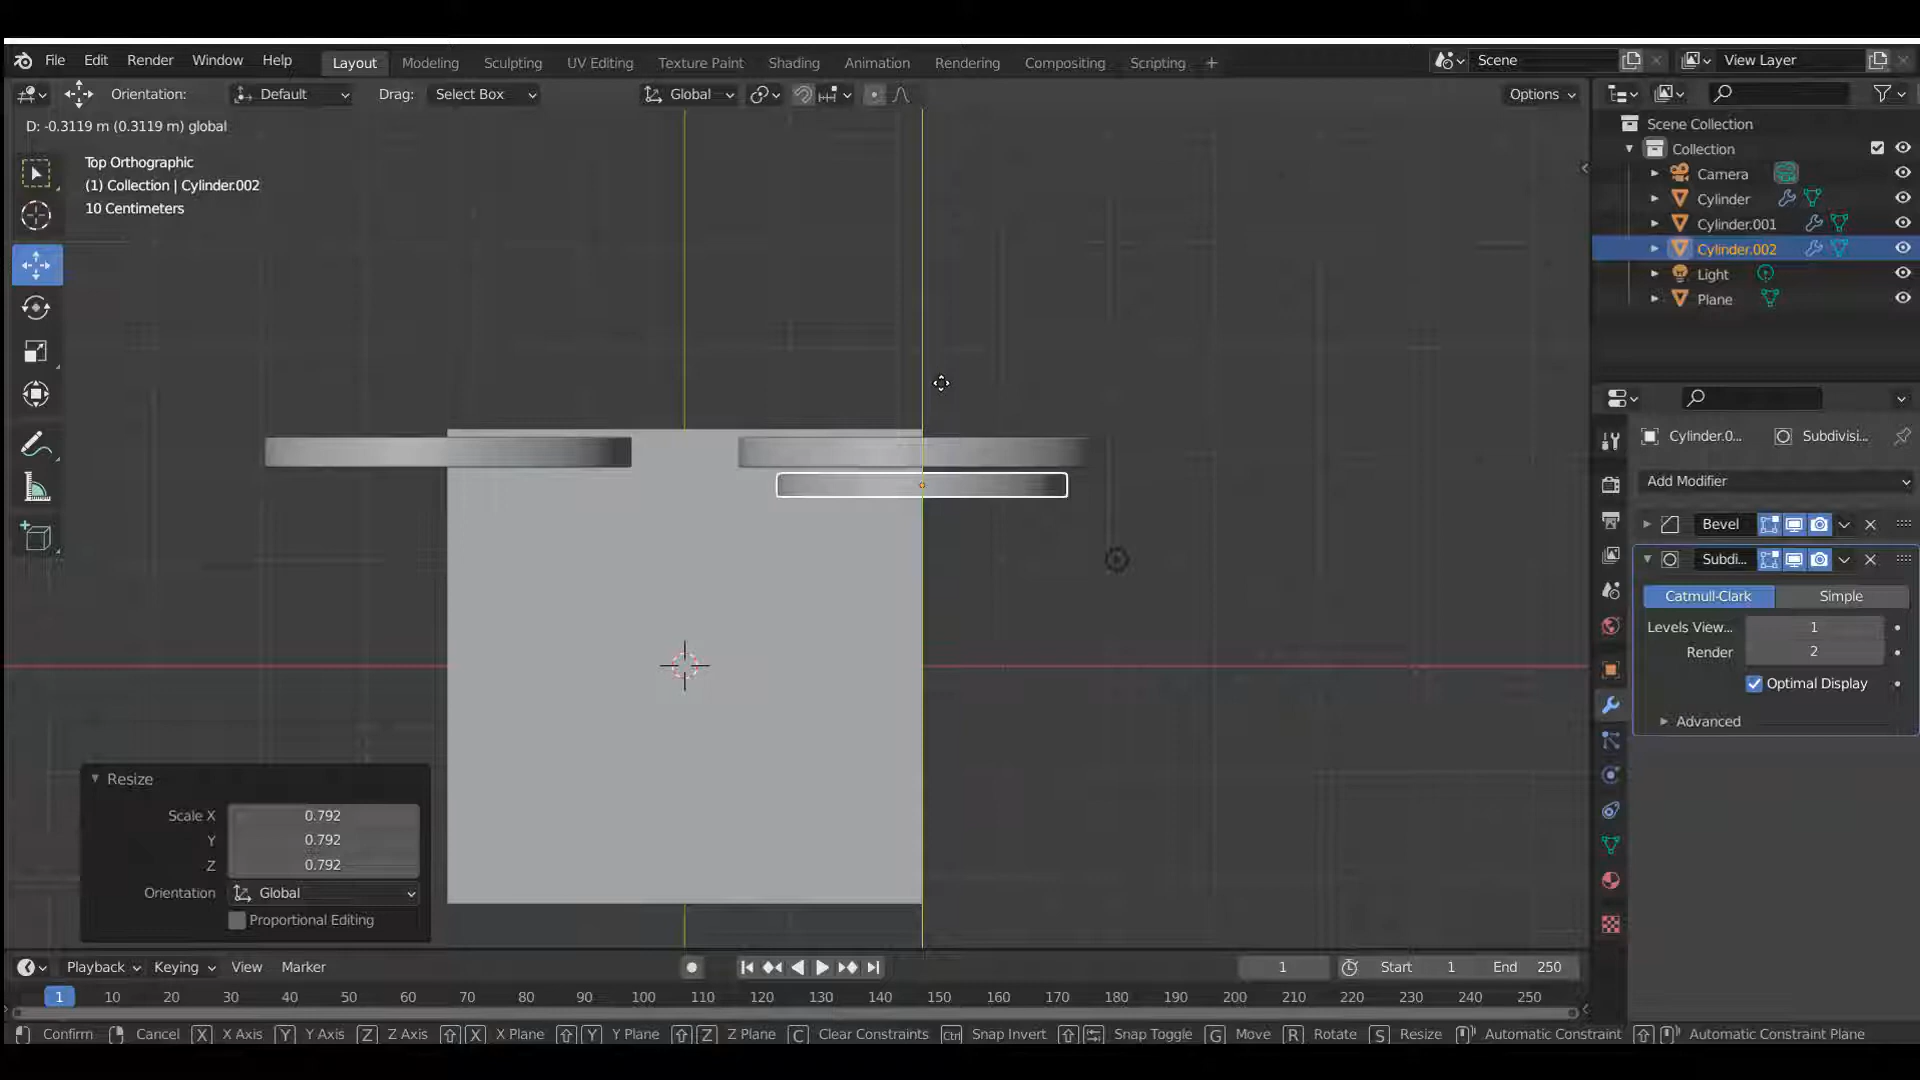 File Edit Render Window Help Layout Modeling Sculpting UV Editing Texture Paint Shading Animation Rendering Compositing Scripting + Scene View Layer
Orientation: Default Drag: Select Box Global Options
D: -0.3119 m (0.3119 m) global
Top Orthographic
(1) Collection | Cylinder.002
10 Centimeters
Scene Collection
Collection
Camera
Cylinder
Cylinder.001
Cylinder.002
Light
Plane
Cylinder.0... Subdivisi...
Add Modifier
Bevel
Subdi...
Catmull-Clark Simple
Levels View... 1
Render 2
Optimal Display
Advanced
Resize
Scale X 0.792
Y 0.792
Z 0.792
Orientation Global
Proportional Editing
Playback Keying View Marker 1 Start 1 End 250
1 10 20 30 40 50 60 70 80 90 100 110 120 130 140 150 160 170 180 190 200 210 220 230 240 250
Confirm Cancel X X Axis Y Y Axis Z Z Axis X X Plane Y Y Plane Z Z Plane C Clear Constraints Ctrl Snap Invert Snap Toggle G Move R Rotate S Resize Automatic Constraint Automatic Constraint Plane